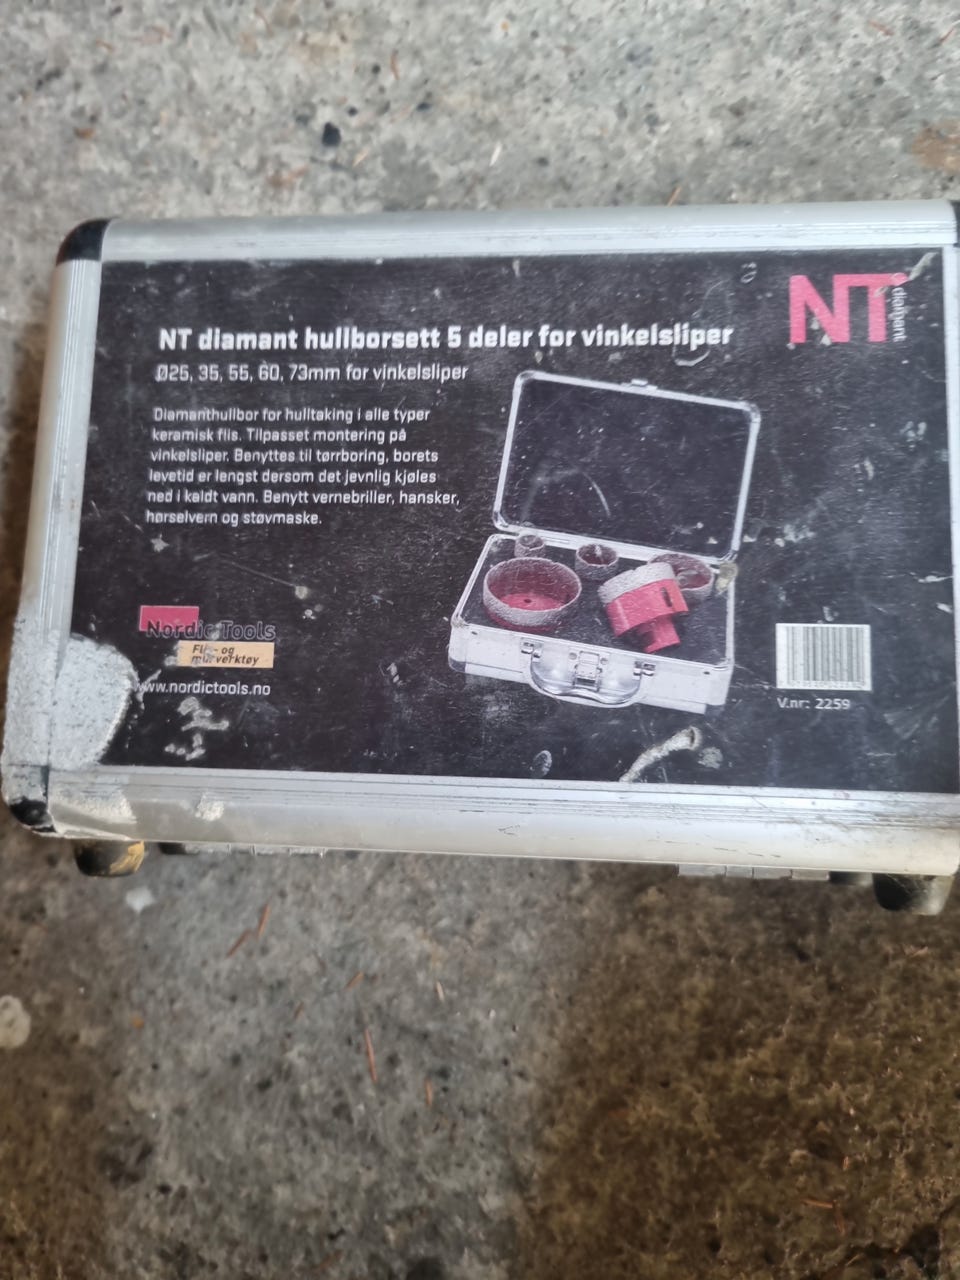 NT diamant
NT diamant hullborsett 5 deler for vinkelsliper
Ø25, 35, 55, 60, 73mm for vinkelsliper
Diamanthullbor for hulltaking i alle typer
keramisk flis. Tilpasset montering på
vinkelsliper. Benyttes til tørrboring, borets
levetid er lengst dersom det jevnlig kjøles
ned i kaldt vann. Benytt vernebriller, hansker,
hørselvern og støvmaske.
Nordic Tools
Flis- og
murverktøy
www.nordictools.no
V.nr: 2259